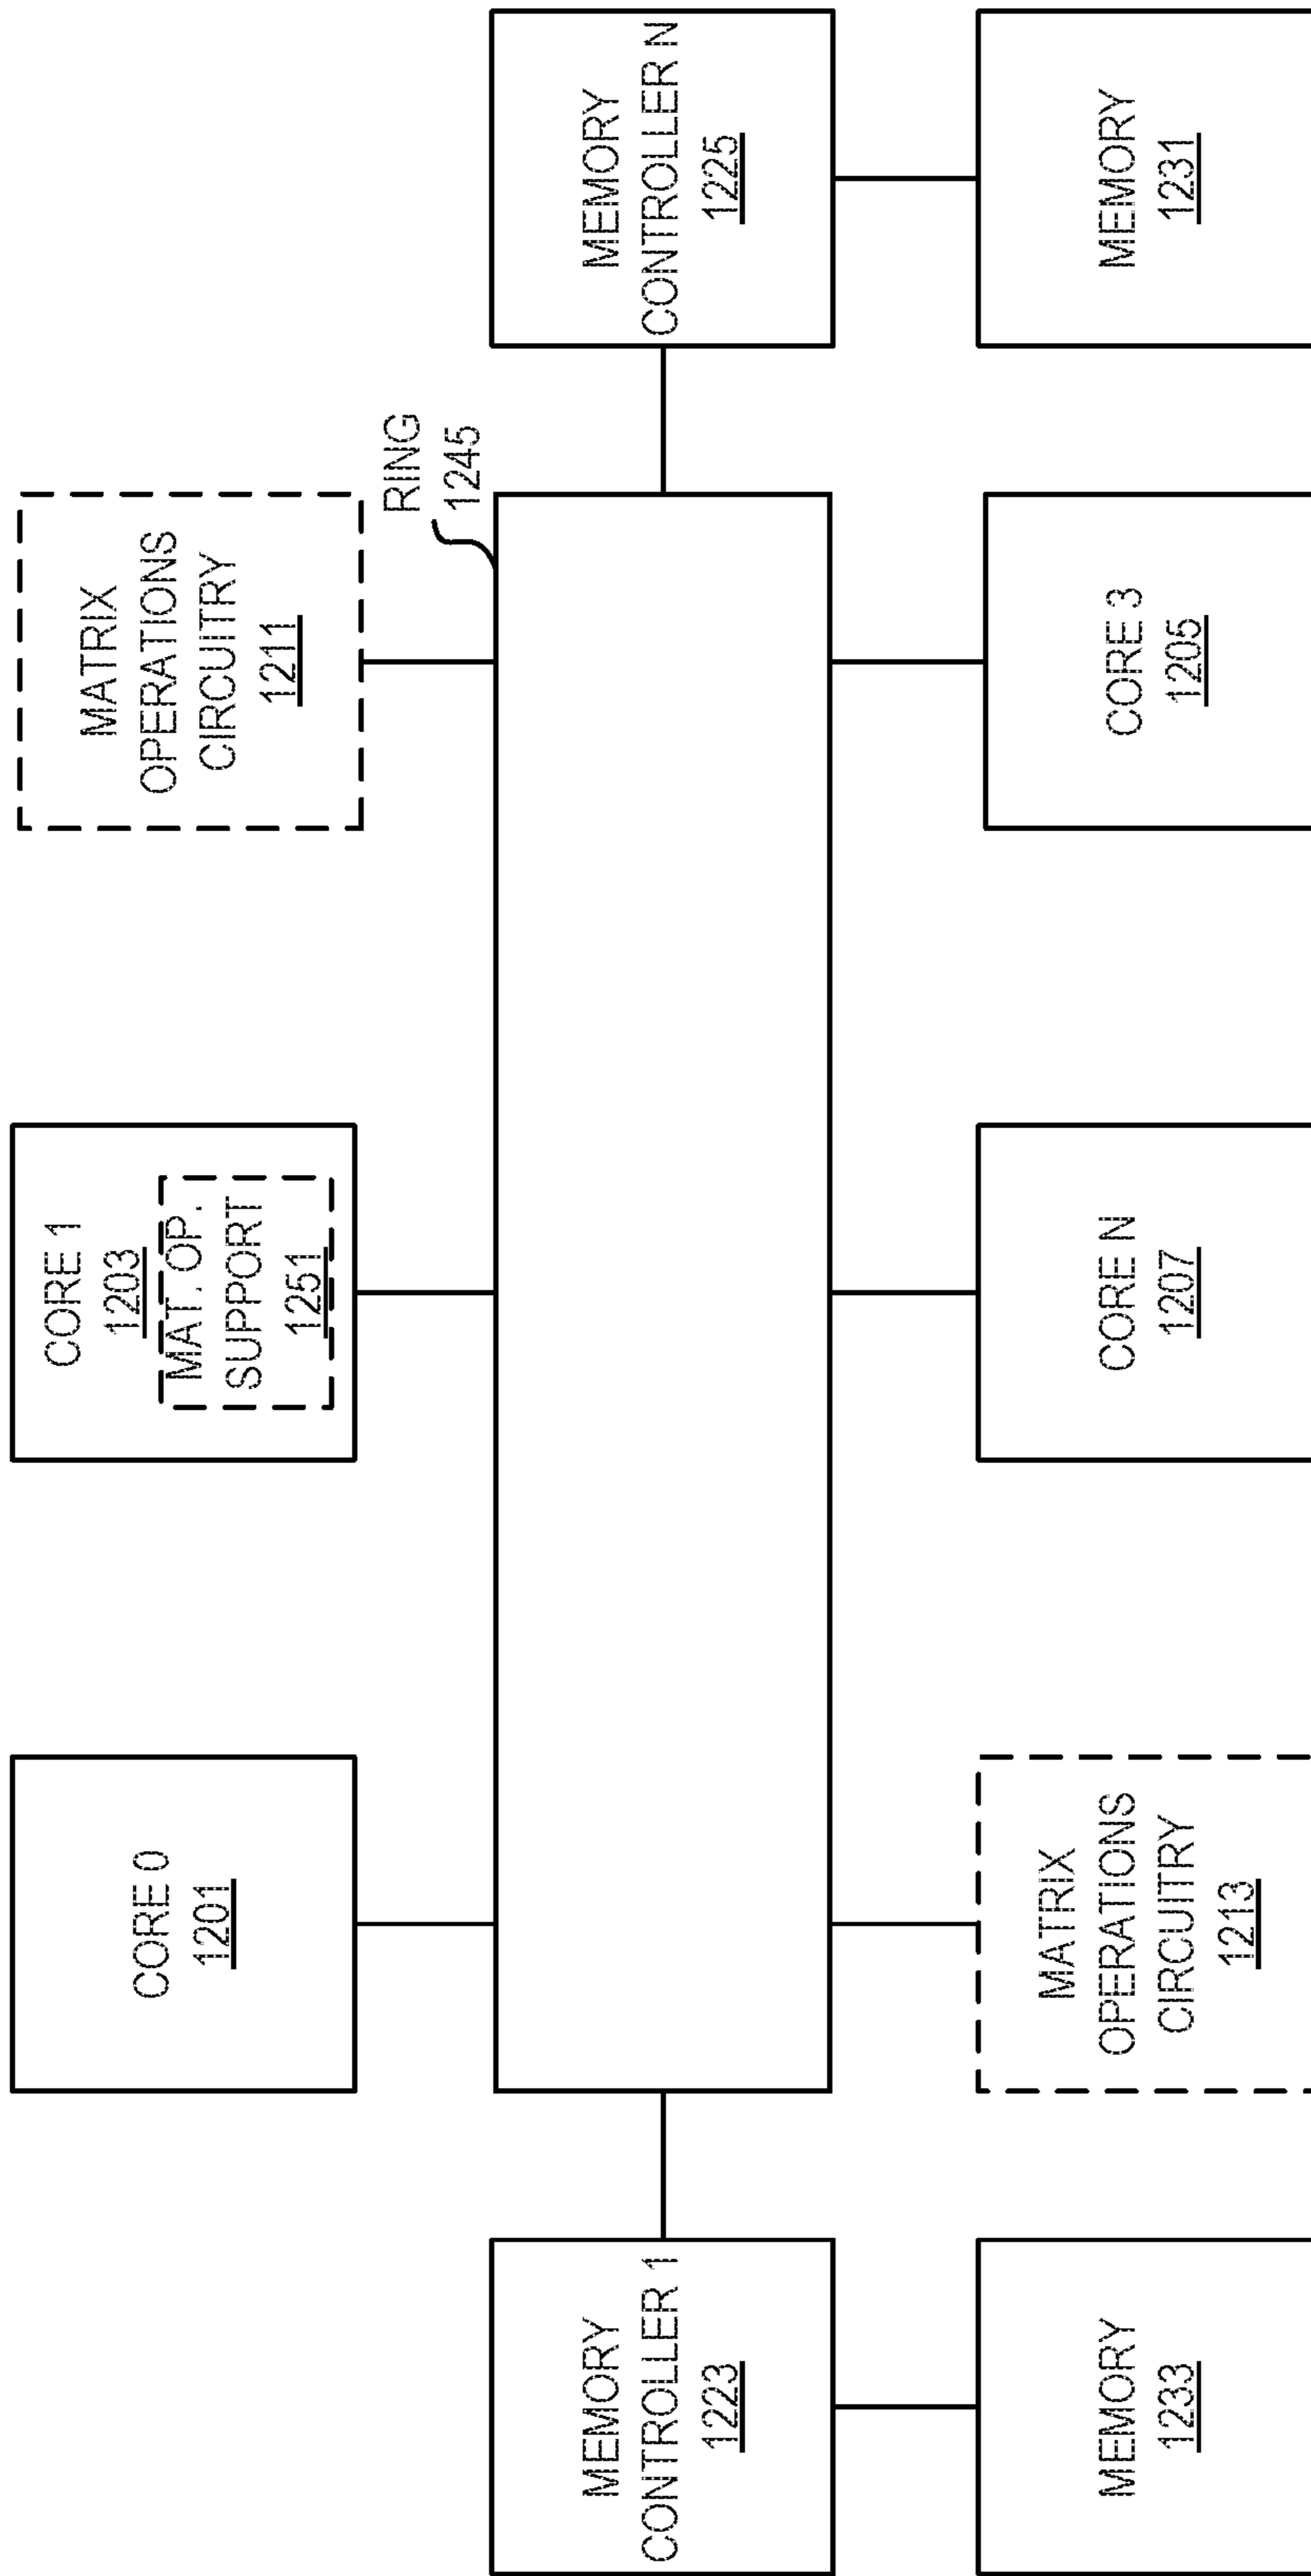 CORE 0
1201
CORE 1
1203
MAT. OP.
SUPPORT
1251
MATRIX
OPERATIONS
CIRCUITRY
1211
RING
1245
MEMORY
CONTROLLER 1
1223
MEMORY
CONTROLLER N
1225
MEMORY
1233
MATRIX
OPERATIONS
CIRCUITRY
1213
CORE N
1207
CORE 3
1205
MEMORY
1231